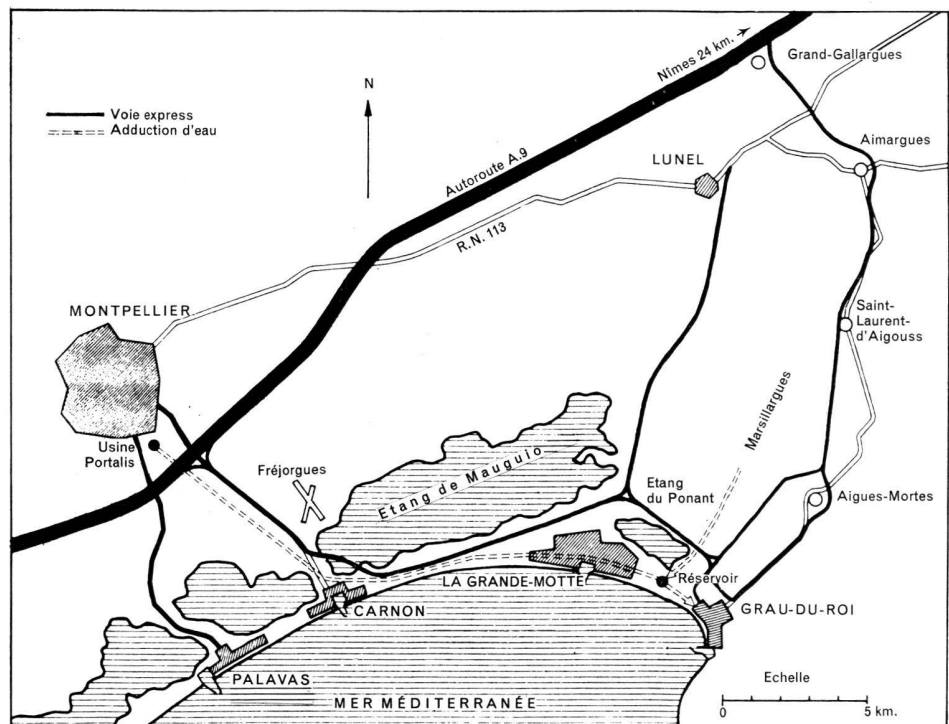 Nîmes 24 km.
Grand-Gallargues
N
Voie express
Adduction d'eau
Aimargues
LUNEL
Autoroute A.9
R.N. 113
MONTPELLIER
Saint-
Laurent-
d'Aigouss
Marsillargues
Usine
Portalis
Fréjorgues
Etang de Mauguio
Etang
du Ponant
Aigues-Mortes
LA GRANDE-MOTTE
Réservoir
CARNON
GRAU-DU-ROI
PALAVAS
Echelle
MER MÉDITERRANÉE
0
5 km.